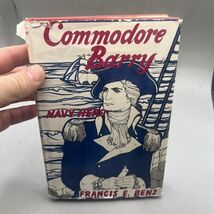 Commodore
Barry
NAVY HERO
FRANCIS E. BENZ